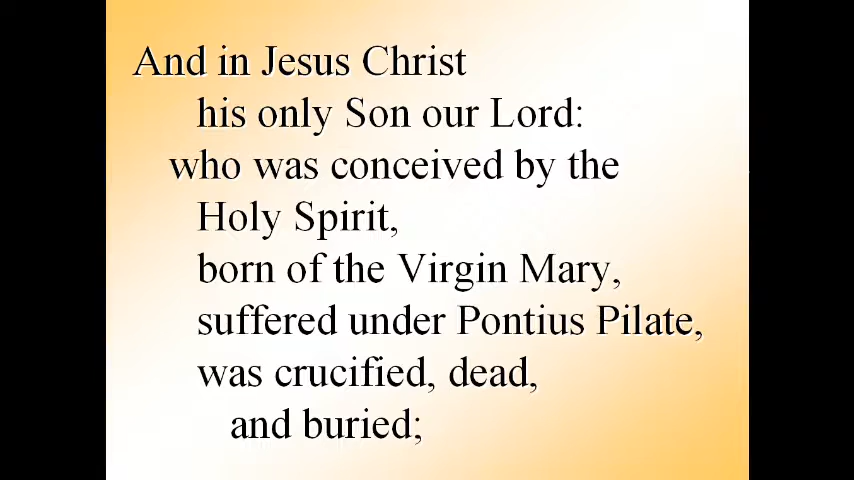 And in Jesus Christ
his only Son our Lord:
who was conceived by the
Holy Spirit,
born of the Virgin Mary,
suffered under Pontius Pilate,
was crucified, dead,
and buried;